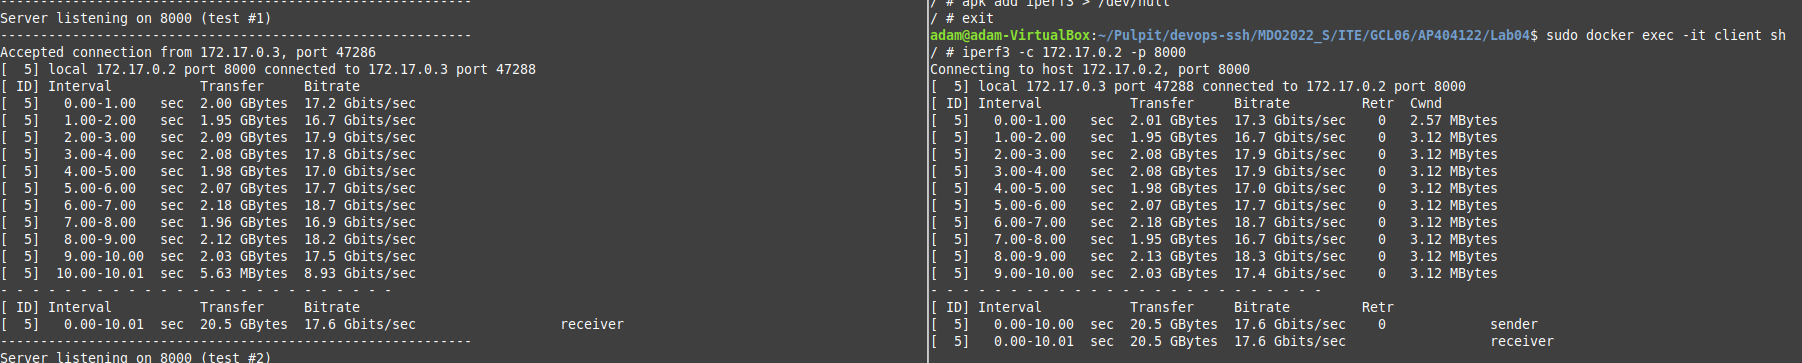 -----------------------------------------------------------
Server listening on 8000 (test #1)
-----------------------------------------------------------
Accepted connection from 172.17.0.3, port 47286
[  5] local 172.17.0.2 port 8000 connected to 172.17.0.3 port 47288
[ ID] Interval           Transfer     Bitrate
[  5]   0.00-1.00   sec  2.00 GBytes  17.2 Gbits/sec
[  5]   1.00-2.00   sec  1.95 GBytes  16.7 Gbits/sec
[  5]   2.00-3.00   sec  2.09 GBytes  17.9 Gbits/sec
[  5]   3.00-4.00   sec  2.08 GBytes  17.8 Gbits/sec
[  5]   4.00-5.00   sec  1.98 GBytes  17.0 Gbits/sec
[  5]   5.00-6.00   sec  2.07 GBytes  17.7 Gbits/sec
[  5]   6.00-7.00   sec  2.18 GBytes  18.7 Gbits/sec
[  5]   7.00-8.00   sec  1.96 GBytes  16.9 Gbits/sec
[  5]   8.00-9.00   sec  2.12 GBytes  18.2 Gbits/sec
[  5]   9.00-10.00  sec  2.03 GBytes  17.5 Gbits/sec
[  5]  10.00-10.01  sec  5.63 MBytes  8.93 Gbits/sec
- - - - - - - - - - - - - - - - - - - - - - - - -
[ ID] Interval           Transfer     Bitrate
[  5]   0.00-10.01  sec  20.5 GBytes  17.6 Gbits/sec                  receiver
-----------------------------------------------------------
Server listening on 8000 (test #2)
/ # apk add iperf3 > /dev/null
/ # exit
adam@adam-VirtualBox:~/Pulpit/devops-ssh/MDO2022_S/ITE/GCL06/AP404122/Lab04$ sudo docker exec -it client sh
/ # iperf3 -c 172.17.0.2 -p 8000
Connecting to host 172.17.0.2, port 8000
[  5] local 172.17.0.3 port 47288 connected to 172.17.0.2 port 8000
[ ID] Interval           Transfer     Bitrate         Retr  Cwnd
[  5]   0.00-1.00   sec  2.01 GBytes  17.3 Gbits/sec    0   2.57 MBytes
[  5]   1.00-2.00   sec  1.95 GBytes  16.7 Gbits/sec    0   3.12 MBytes
[  5]   2.00-3.00   sec  2.08 GBytes  17.9 Gbits/sec    0   3.12 MBytes
[  5]   3.00-4.00   sec  2.08 GBytes  17.9 Gbits/sec    0   3.12 MBytes
[  5]   4.00-5.00   sec  1.98 GBytes  17.0 Gbits/sec    0   3.12 MBytes
[  5]   5.00-6.00   sec  2.07 GBytes  17.7 Gbits/sec    0   3.12 MBytes
[  5]   6.00-7.00   sec  2.18 GBytes  18.7 Gbits/sec    0   3.12 MBytes
[  5]   7.00-8.00   sec  1.95 GBytes  16.7 Gbits/sec    0   3.12 MBytes
[  5]   8.00-9.00   sec  2.13 GBytes  18.3 Gbits/sec    0   3.12 MBytes
[  5]   9.00-10.00  sec  2.03 GBytes  17.4 Gbits/sec    0   3.12 MBytes
- - - - - - - - - - - - - - - - - - - - - - - - -
[ ID] Interval           Transfer     Bitrate         Retr
[  5]   0.00-10.00  sec  20.5 GBytes  17.6 Gbits/sec    0             sender
[  5]   0.00-10.01  sec  20.5 GBytes  17.6 Gbits/sec                  receiver